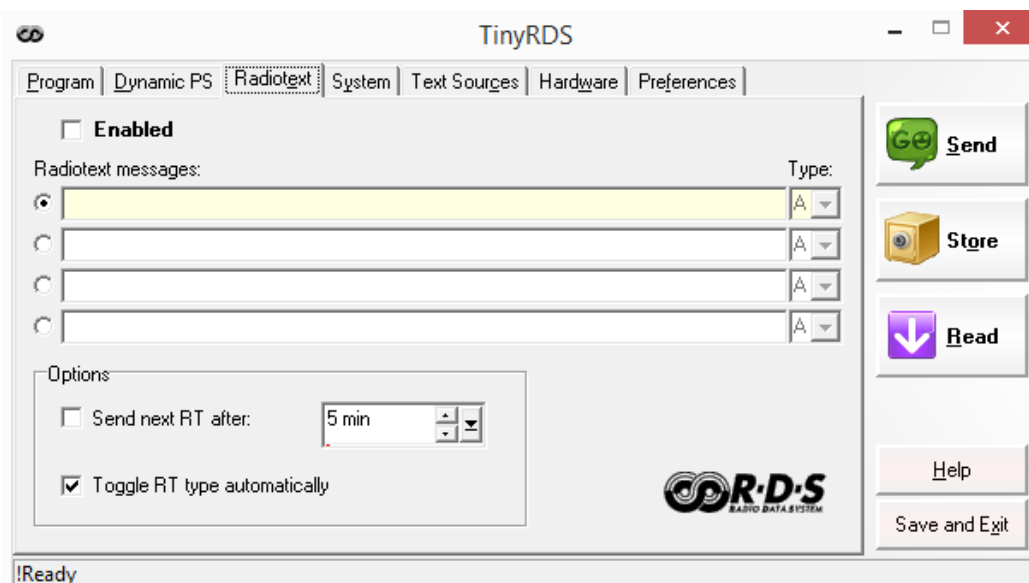 TinyRDS
Program Dynamic PS Radiotext System Text Sources Hardware Preferences
Enabled
Radiotext messages: Type:
A
A
A
A
Options
Send next RT after: 5 min
Toggle RT type automatically
R·D·S
RADIO DATA SYSTEM
GO Send
Store
Read
Help
Save and Exit
!Ready